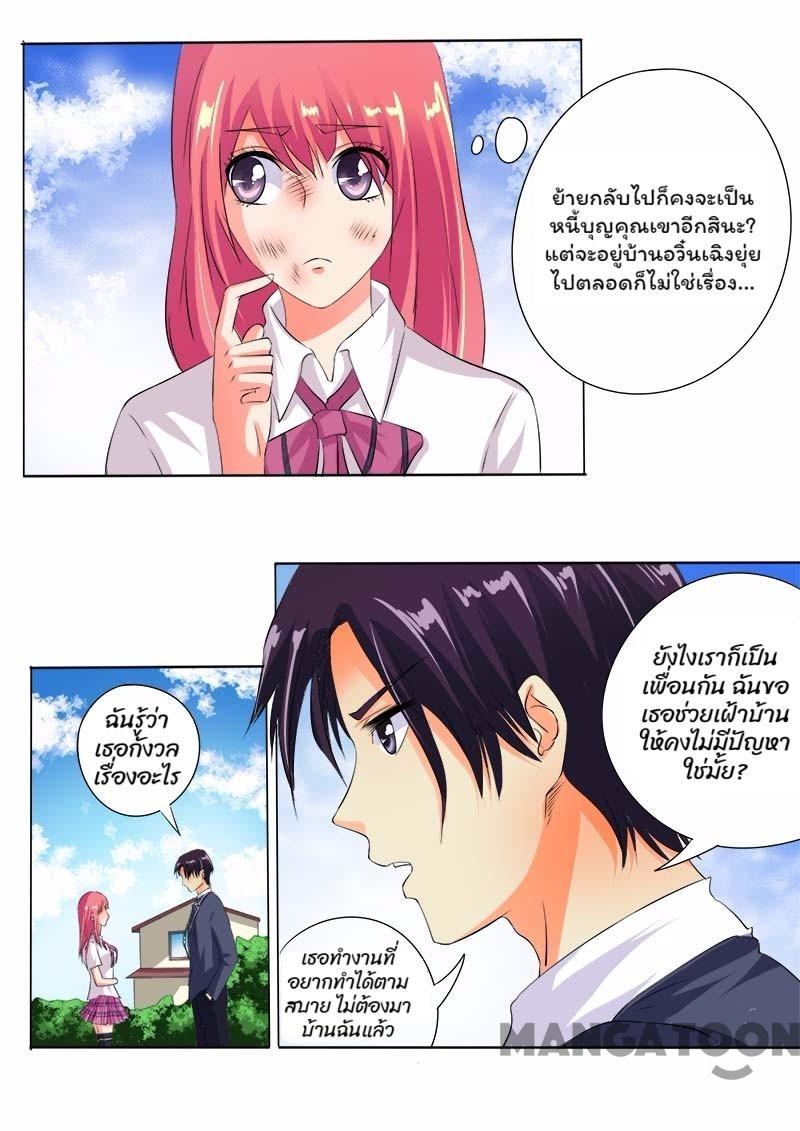 ย้ายกลับไปก็คงจะเป็น
หนี้บุญคุณเขาอีกสินะ?
แต่จะอยู่บ้านอวิ๋นเฉิงยุ่ย
ไปตลอดก็ไม่ใช่เรื่อง...
ฉันรู้ว่า
เธอกังวล
เรื่องอะไร
ยังไงเราก็เป็น
เพื่อนกัน ฉันขอ
เธอช่วยเฝ้าบ้าน
ให้คงไม่มีปัญหา
ใช่มั้ย?
เธอทำงานที่
อยากทำได้ตาม
สบาย ไม่ต้องมา
บ้านฉันแล้ว
MANGATOON